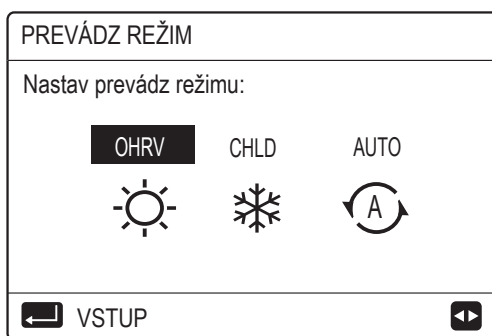 PREVÁDZ REŽIM
Nastav prevádz režimu:
OHRV CHLD AUTO
A
VSTUP